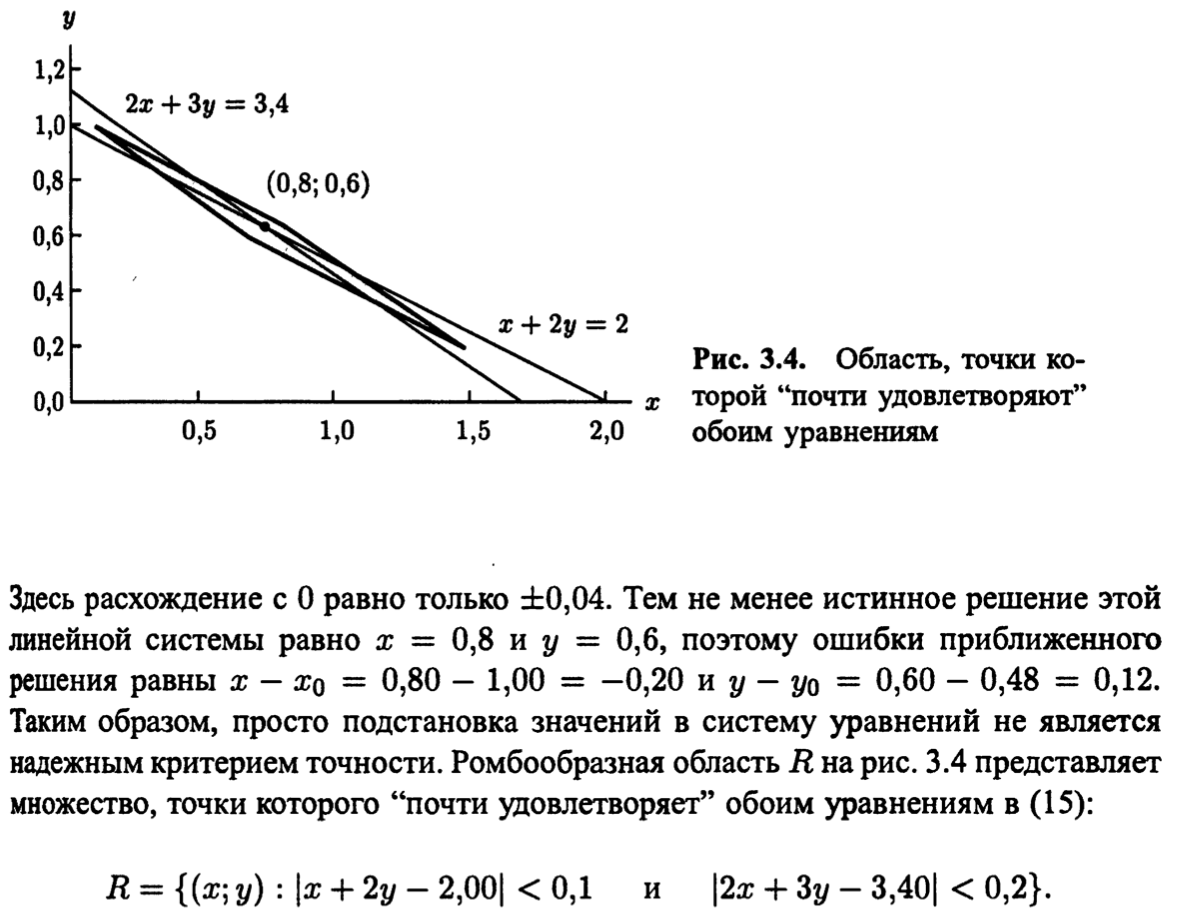 y
1,2
2x + 3y = 3,4
1,0
0,8
(0,8; 0,6)
0,6
0,4
x + 2y = 2
0,2
0,0
x
0,5
1,0
1,5
2,0
Рис. 3.4. Область, точки ко-
торой “почти удовлетворяют”
обоим уравнениям
Здесь расхождение с 0 равно только ±0,04. Тем не менее истинное решение этой
линейной системы равно x = 0,8 и y = 0,6, поэтому ошибки приближенного
решения равны x − x₀ = 0,80 − 1,00 = −0,20 и y − y₀ = 0,60 − 0,48 = 0,12.
Таким образом, просто подстановка значений в систему уравнений не является
надежным критерием точности. Ромбообразная область R на рис. 3.4 представляет
множество, точки которого “почти удовлетворяет” обоим уравнениям в (15):
R = {(x; y) : |x + 2y − 2,00| < 0,1 и |2x + 3y − 3,40| < 0,2}.